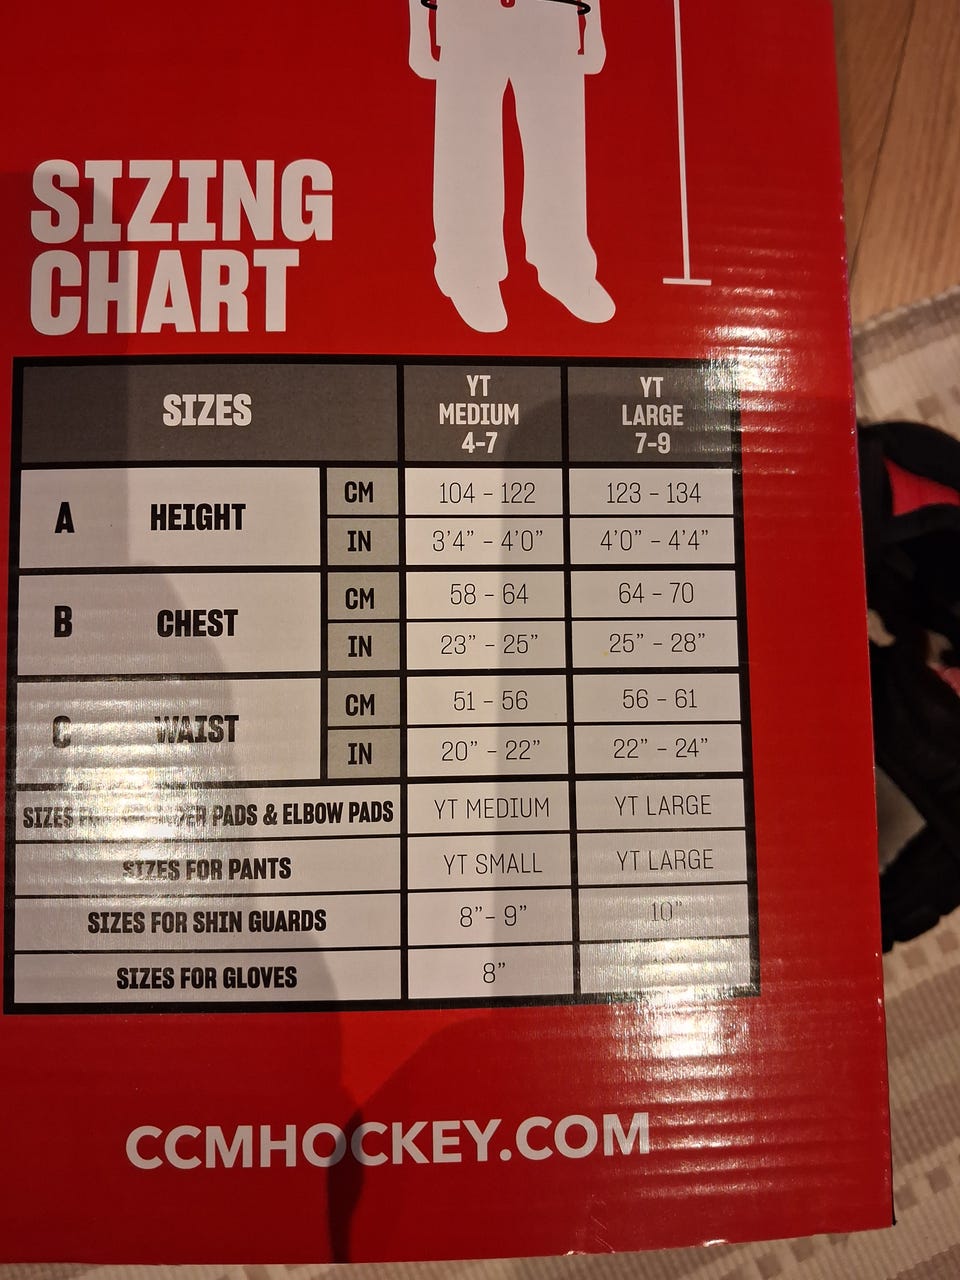 SIZING
CHART
SIZES
YT
MEDIUM
4-7
YT
LARGE
7-9
A HEIGHT
CM 104 - 122 123 - 134
IN 3'4" - 4'0" 4'0" - 4'4"
B CHEST
CM 58 - 64 64 - 70
IN 23" - 25" 25" - 28"
C WAIST
CM 51 - 56 56 - 61
IN 20" - 22" 22" - 24"
SIZES PADS & ELBOW PADS YT MEDIUM YT LARGE
SIZES FOR PANTS YT SMALL YT LARGE
SIZES FOR SHIN GUARDS 8"- 9" 10"
SIZES FOR GLOVES 8"
CCMHOCKEY.COM